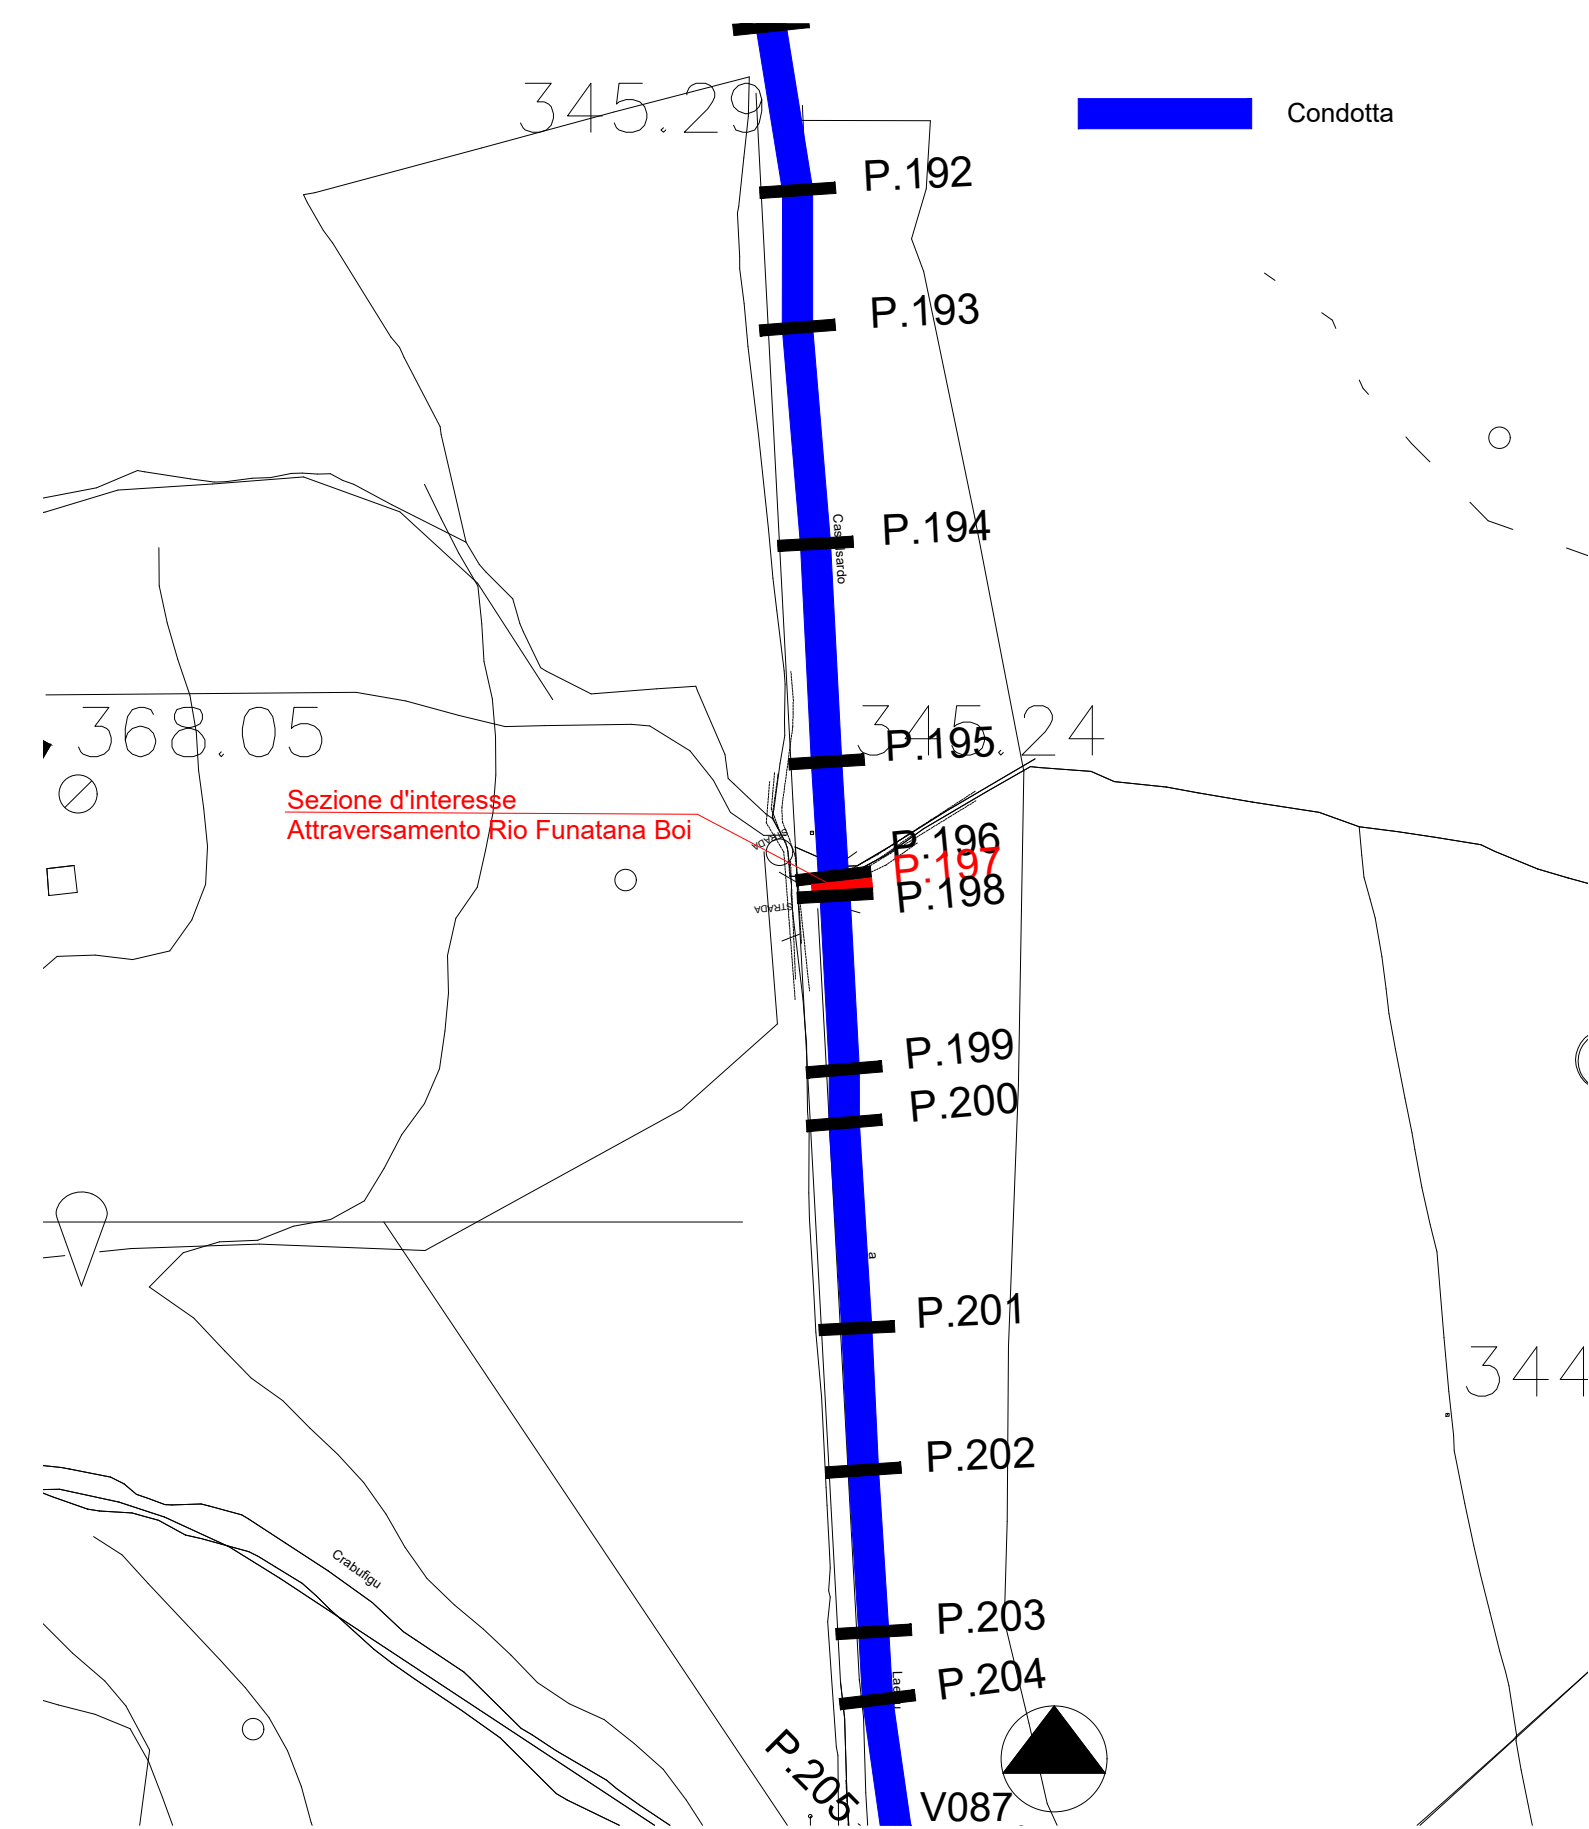 345.29
Condotta
P.192
P.193
P.194
368.05
345.24
P.195
Sezione d'interesse
Attraversamento Rio Funatana Boi
STRADA
P.196
P.197
P.198
STRADA
P.199
P.200
a
P.201
344
P.202
Crabufigu
P.203
P.204
P.205
V087